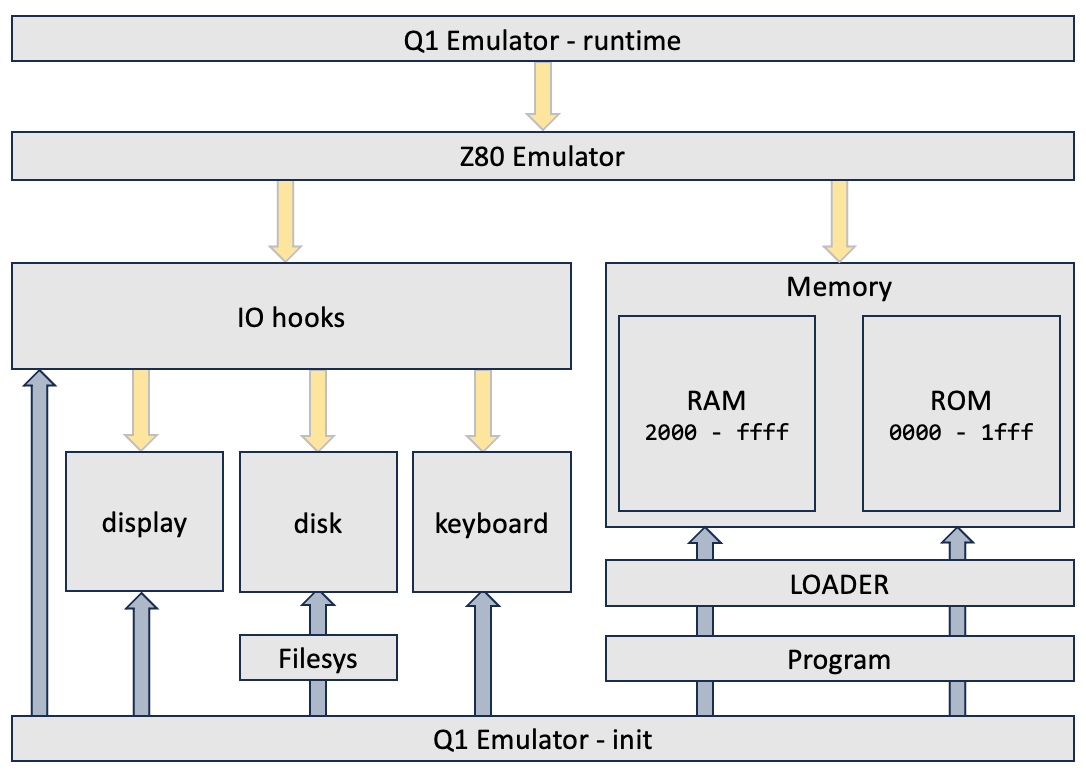 Q1 Emulator - runtime
Z80 Emulator
IO hooks
Memory
RAM
2000 - ffff
ROM
0000 - 1fff
display
disk
keyboard
LOADER
Filesys
Program
Q1 Emulator - init